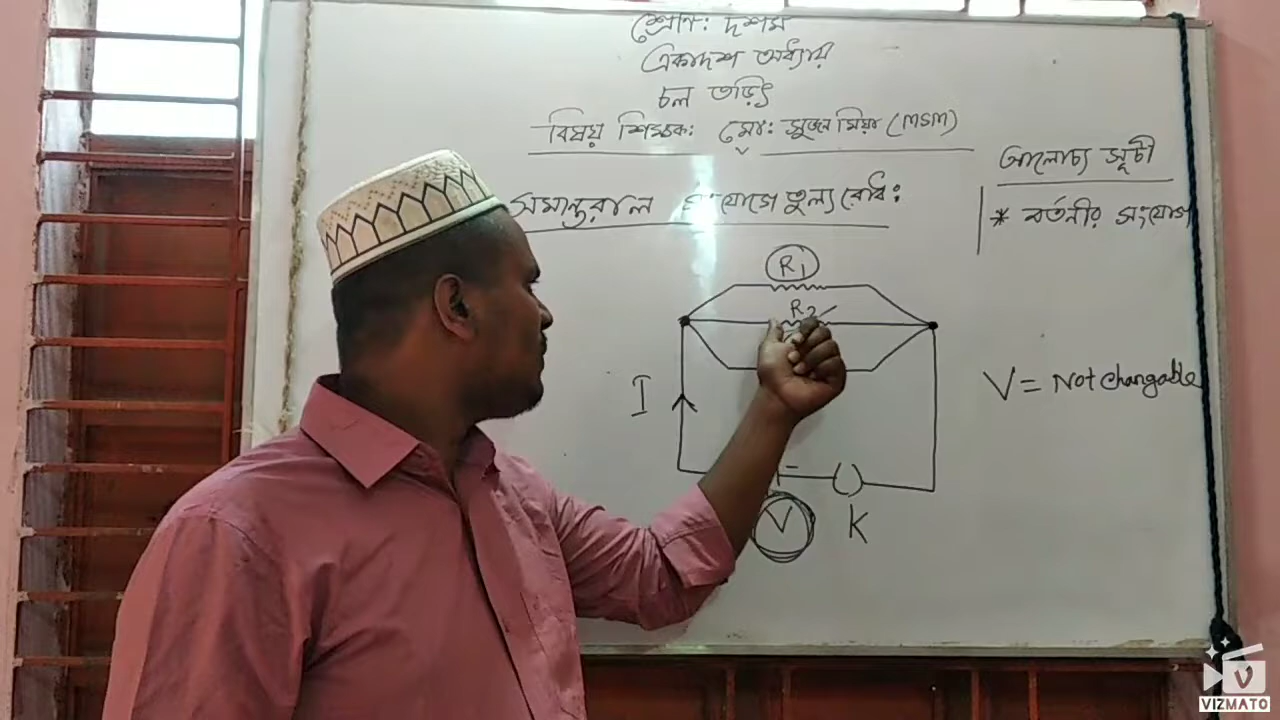 শ্রেণি: দশম
একাদশ অধ্যায়
চল তড়িৎ
বিষয় শিক্ষক: মো: সুজন মিয়া (MSM)
আলোচ্য সূচী
সমান্তরাল সংযোগে তুল্য রোধ:
* বর্তনীর সংযোগ
R₁
R₂
I
V = Not Changable
V
K
V
VIZMATO